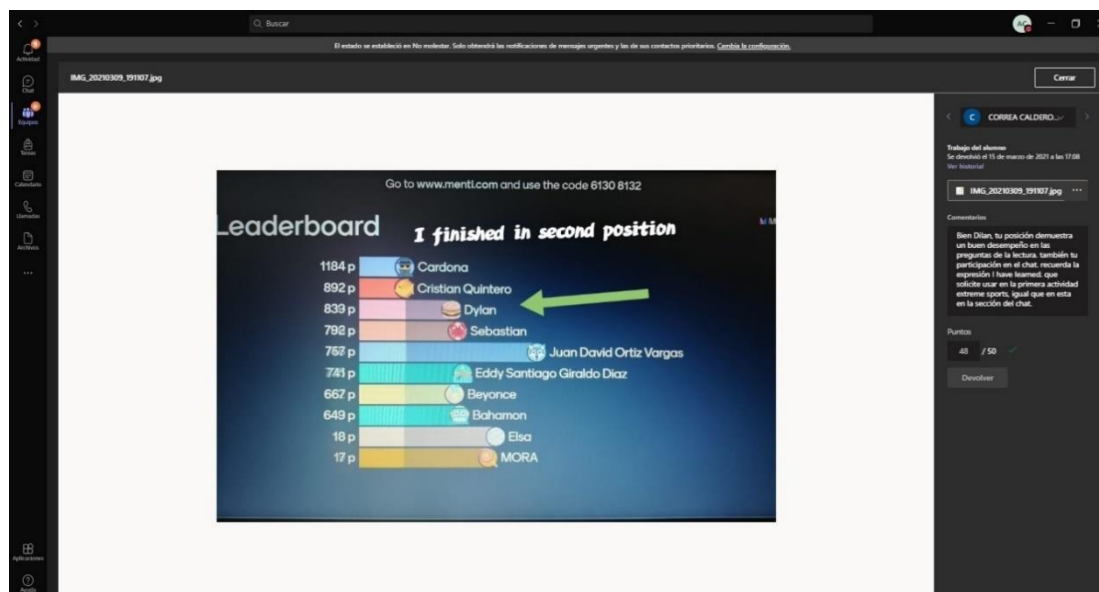 Buscar
El estado se estableció en No molestar. Solo obtendrá las notificaciones de mensajes urgentes y las de sus contactos prioritarios. Cambia la configuración.
Actividad
Chat
Equipos
Tareas
Calendario
Llamadas
Archivos
...
Aplicaciones
Ayuda
IMG_20210309_191107.jpg
Cerrar
Go to www.menti.com and use the code 6130 8132
Leaderboard
I finished in second position
1184 p Cardona
892 p Cristian Quintero
839 p Dylan
792 p Sebastian
757 p Juan David Ortiz Vargas
741 p Eddy Santiago Giraldo Diaz
667 p Beyonce
649 p Bahamon
18 p Elsa
17 p MORA
C CORREA CALDERO...
Trabajo del alumno
Se devolvió el 15 de marzo de 2021 a las 17:08
Ver historial
IMG_20210309_191107.jpg ...
Comentarios
Bien Dilan, tu posición demuestra
un buen desempeño en las
preguntas de la lectura. también tu
participación en el chat. recuerda la
expresión I have learned. que
solicite usar en la primera actividad
extreme sports, igual que en esta
en la sección del chat.
Puntos
48 / 50
Devolver